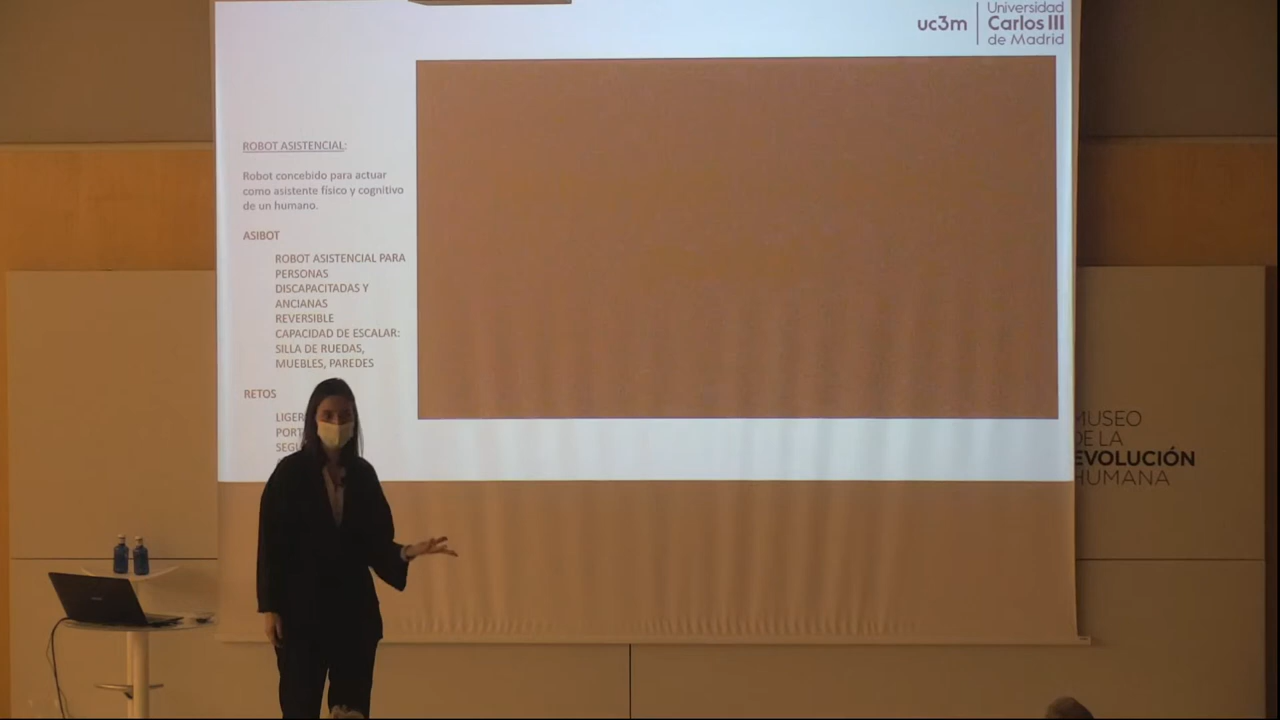 uc3m
Universidad
Carlos III
de Madrid
ROBOT ASISTENCIAL:
Robot concebido para actuar
como asistente físico y cognitivo
de un humano.
ASIBOT
ROBOT ASISTENCIAL PARA
PERSONAS
DISCAPACITADAS Y
ANCIANAS
REVERSIBLE
CAPACIDAD DE ESCALAR:
SILLA DE RUEDAS,
MUEBLES, PAREDES
RETOS
MUSEO
DE LA
EVOLUCIÓN
HUMANA